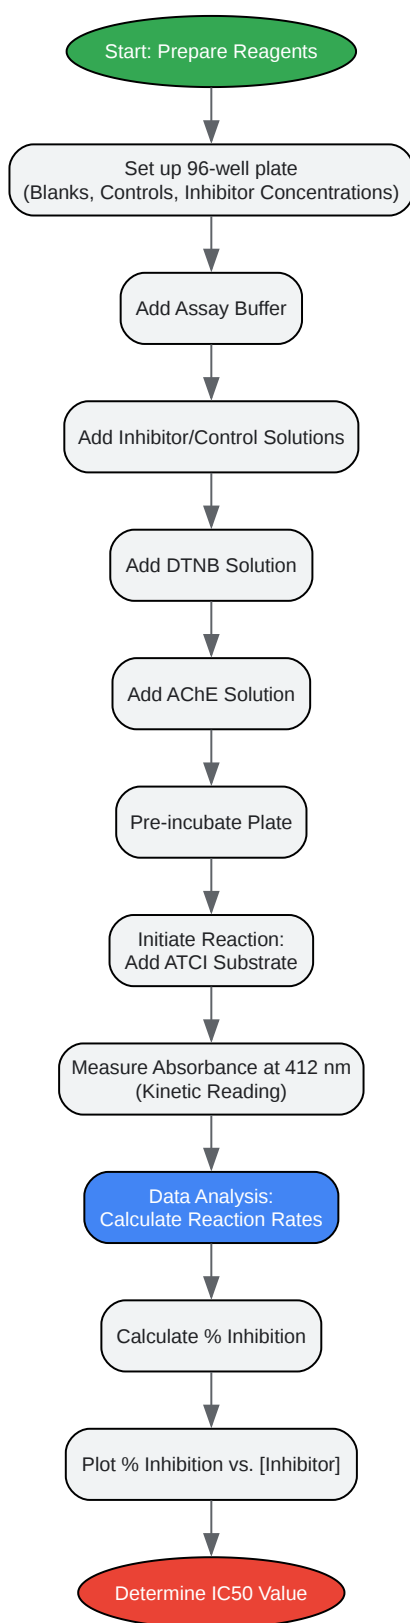 Start: Prepare Reagents
Set up 96-well plate
(Blanks, Controls, Inhibitor Concentrations)
Add Assay Buffer
Add Inhibitor/Control Solutions
Add DTNB Solution
Add AChE Solution
Pre-incubate Plate
Initiate Reaction:
Add ATCI Substrate
Measure Absorbance at 412 nm
(Kinetic Reading)
Data Analysis:
Calculate Reaction Rates
Calculate % Inhibition
Plot % Inhibition vs. [Inhibitor]
Determine IC50 Value